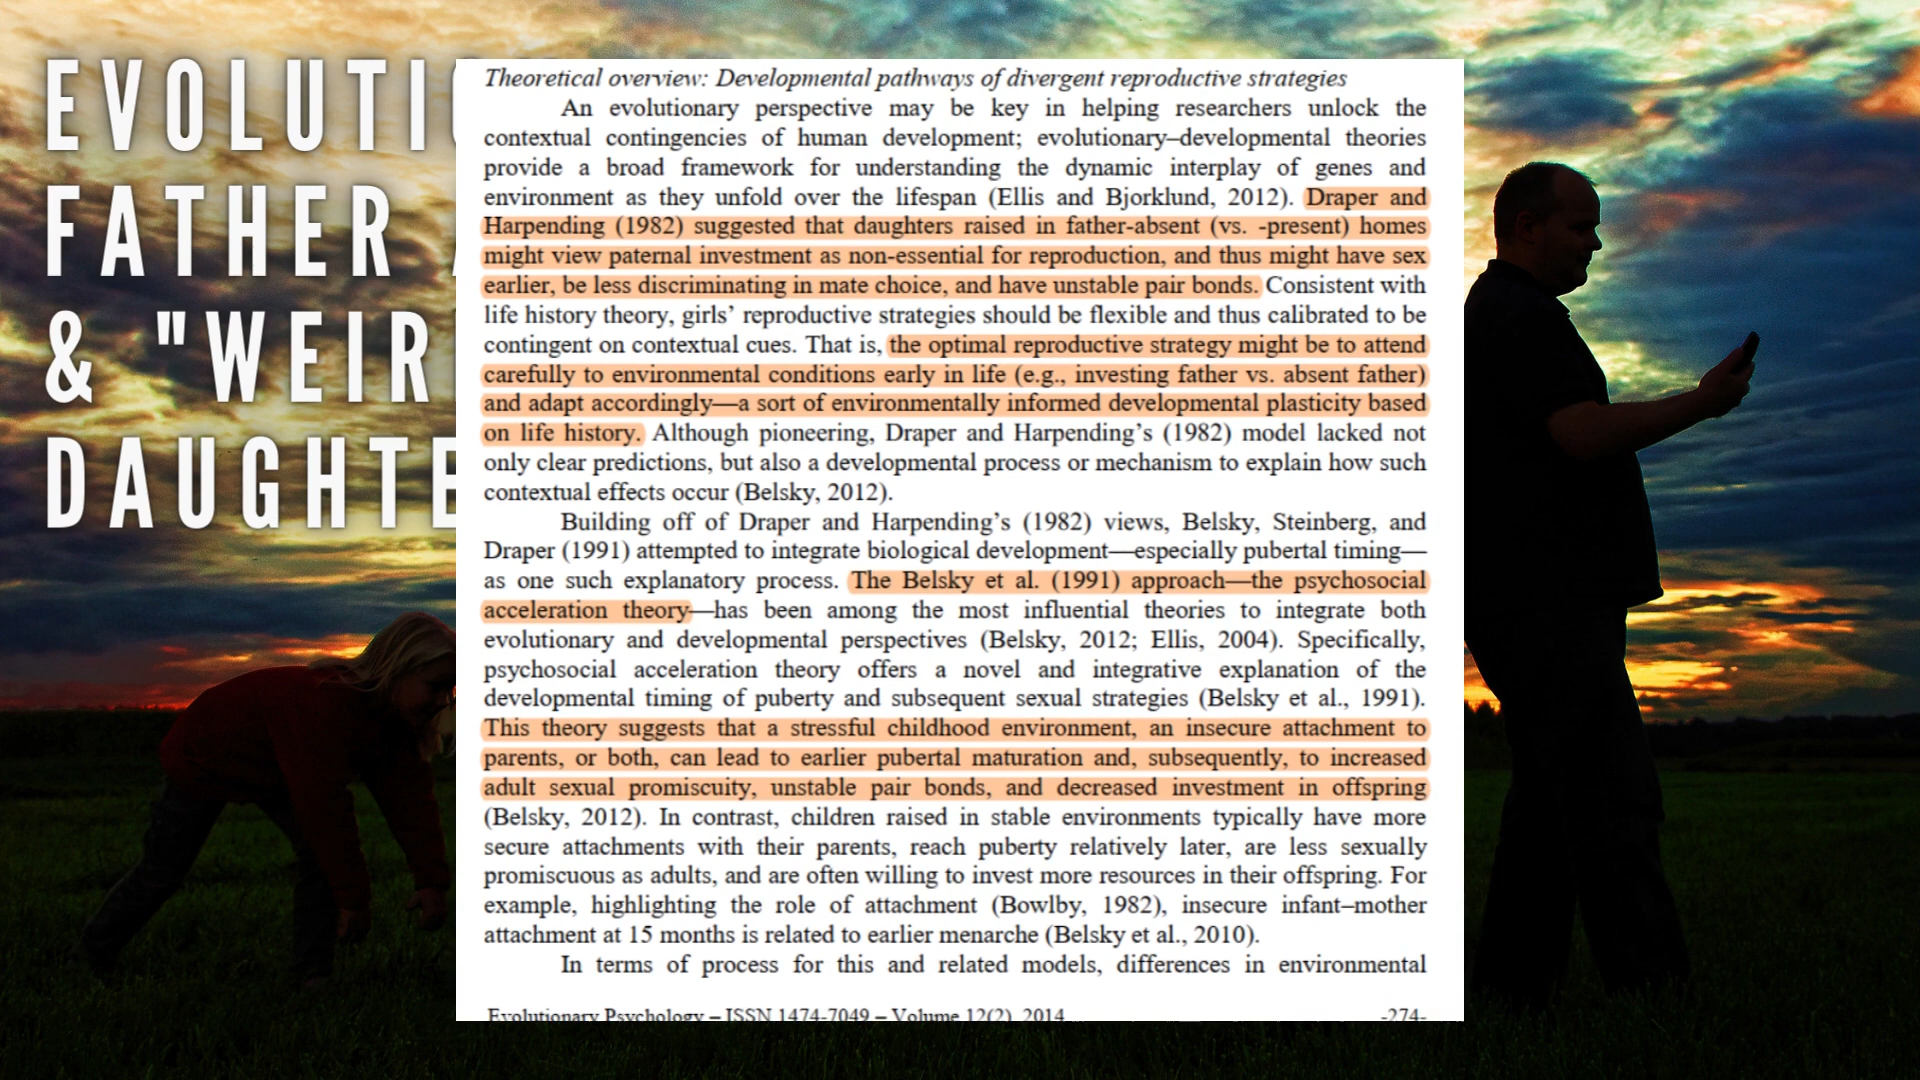 EVOLUTI
FATHER
& "WEIR
DAUGHTE
Theoretical overview: Developmental pathways of divergent reproductive strategies
An evolutionary perspective may be key in helping researchers unlock the
contextual contingencies of human development; evolutionary–developmental theories
provide a broad framework for understanding the dynamic interplay of genes and
environment as they unfold over the lifespan (Ellis and Bjorklund, 2012). Draper and
Harpending (1982) suggested that daughters raised in father-absent (vs. -present) homes
might view paternal investment as non-essential for reproduction, and thus might have sex
earlier, be less discriminating in mate choice, and have unstable pair bonds. Consistent with
life history theory, girls’ reproductive strategies should be flexible and thus calibrated to be
contingent on contextual cues. That is, the optimal reproductive strategy might be to attend
carefully to environmental conditions early in life (e.g., investing father vs. absent father)
and adapt accordingly—a sort of environmentally informed developmental plasticity based
on life history. Although pioneering, Draper and Harpending’s (1982) model lacked not
only clear predictions, but also a developmental process or mechanism to explain how such
contextual effects occur (Belsky, 2012).
Building off of Draper and Harpending’s (1982) views, Belsky, Steinberg, and
Draper (1991) attempted to integrate biological development—especially pubertal timing—
as one such explanatory process. The Belsky et al. (1991) approach—the psychosocial
acceleration theory—has been among the most influential theories to integrate both
evolutionary and developmental perspectives (Belsky, 2012; Ellis, 2004). Specifically,
psychosocial acceleration theory offers a novel and integrative explanation of the
developmental timing of puberty and subsequent sexual strategies (Belsky et al., 1991).
This theory suggests that a stressful childhood environment, an insecure attachment to
parents, or both, can lead to earlier pubertal maturation and, subsequently, to increased
adult sexual promiscuity, unstable pair bonds, and decreased investment in offspring
(Belsky, 2012). In contrast, children raised in stable environments typically have more
secure attachments with their parents, reach puberty relatively later, are less sexually
promiscuous as adults, and are often willing to invest more resources in their offspring. For
example, highlighting the role of attachment (Bowlby, 1982), insecure infant–mother
attachment at 15 months is related to earlier menarche (Belsky et al., 2010).
In terms of process for this and related models, differences in environmental
Evolutionary Psychology – ISSN 1474-7049 – Volume 12(2). 2014 -274-